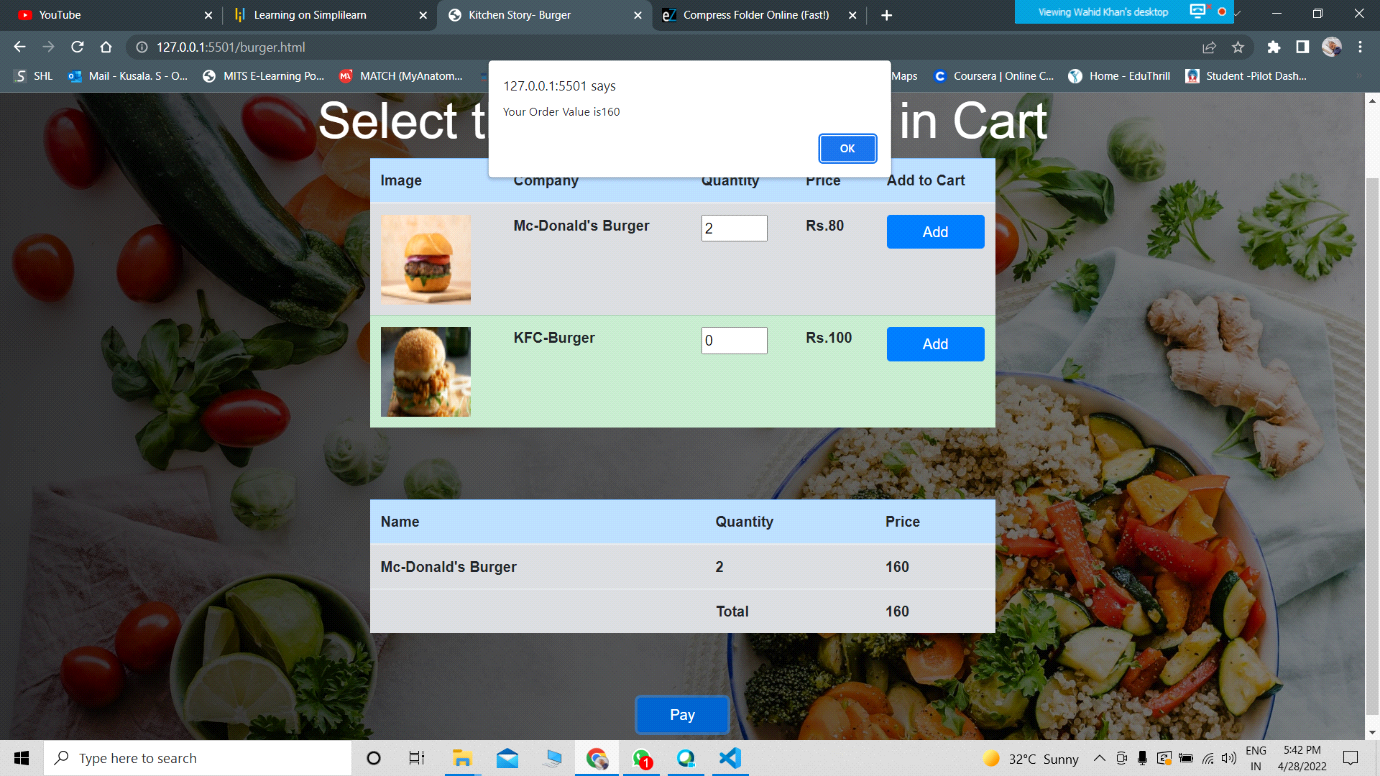 YouTube
Learning on Simplilearn
Kitchen Story- Burger
Compress Folder Online (Fast!)
Viewing Wahid Khan's desktop
127.0.0.1:5501/burger.html
SHL
Mail - Kusala. S - O...
MITS E-Learning Po...
MATCH (MyAnatom...
Maps
Coursera | Online C...
Home - EduThrill
Student -Pilot Dash...
127.0.0.1:5501 says
Your Order Value is160
OK
Select t
in Cart
Image Company Quantity Price Add to Cart
Mc-Donald's Burger 2 Rs.80 Add
KFC-Burger 0 Rs.100 Add
Name Quantity Price
Mc-Donald's Burger 2 160
Total 160
Pay
Type here to search
1
32°C Sunny
ENG
IN
5:42 PM
4/28/2022